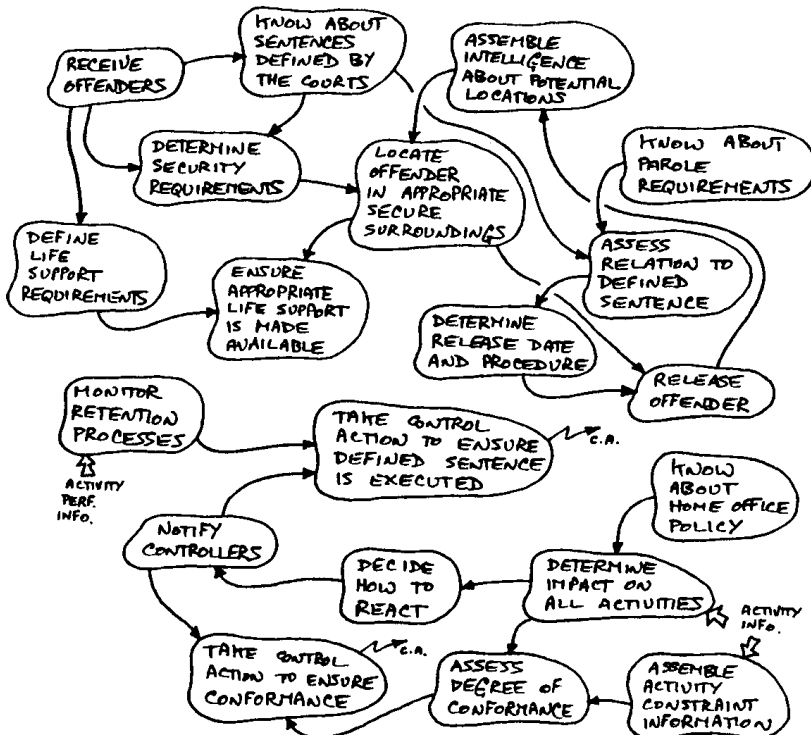 RECEIVE
OFFENDERS
KNOW ABOUT
SENTENCES
DEFINED BY
THE COURTS
ASSEMBLE
INTELLIGENCE
ABOUT POTENTIAL
LOCATIONS
DETERMINE
SECURITY
REQUIREMENTS
LOCATE
OFFENDER
IN APPROPRIATE
SECURE
SURROUNDINGS
KNOW ABOUT
PAROLE
REQUIREMENTS
DEFINE
LIFE
SUPPORT
REQUIREMENTS
ENSURE
APPROPRIATE
LIFE SUPPORT
IS MADE
AVAILABLE
ASSESS
RELATION TO
DEFINED
SENTENCE
DETERMINE
RELEASE DATE
AND PROCEDURE
RELEASE
OFFENDER
MONITOR
RETENTION
PROCESSES
ACTIVITY
PERF.
INFO.
TAKE CONTROL
ACTION TO ENSURE
DEFINED SENTENCE
IS EXECUTED
C.A.
KNOW
ABOUT
HOME OFFICE
POLICY
NOTIFY
CONTROLLERS
DECIDE
HOW TO
REACT
DETERMINE
IMPACT ON
ALL ACTIVITIES
ACTIVITY
INFO.
TAKE CONTROL
ACTION TO ENSURE
CONFORMANCE
C.A.
ASSESS
DEGREE OF
CONFORMANCE
ASSEMBLE
ACTIVITY
CONSTRAINT
INFORMATION